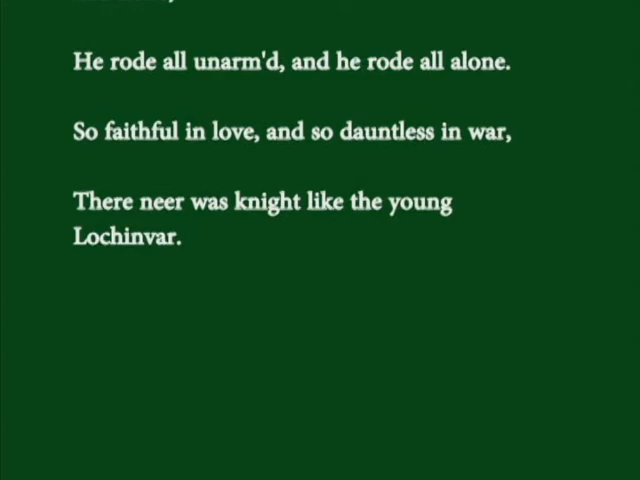 He rode all unarm'd, and he rode all alone.
So faithful in love, and so dauntless in war,
There neer was knight like the young
Lochinvar.